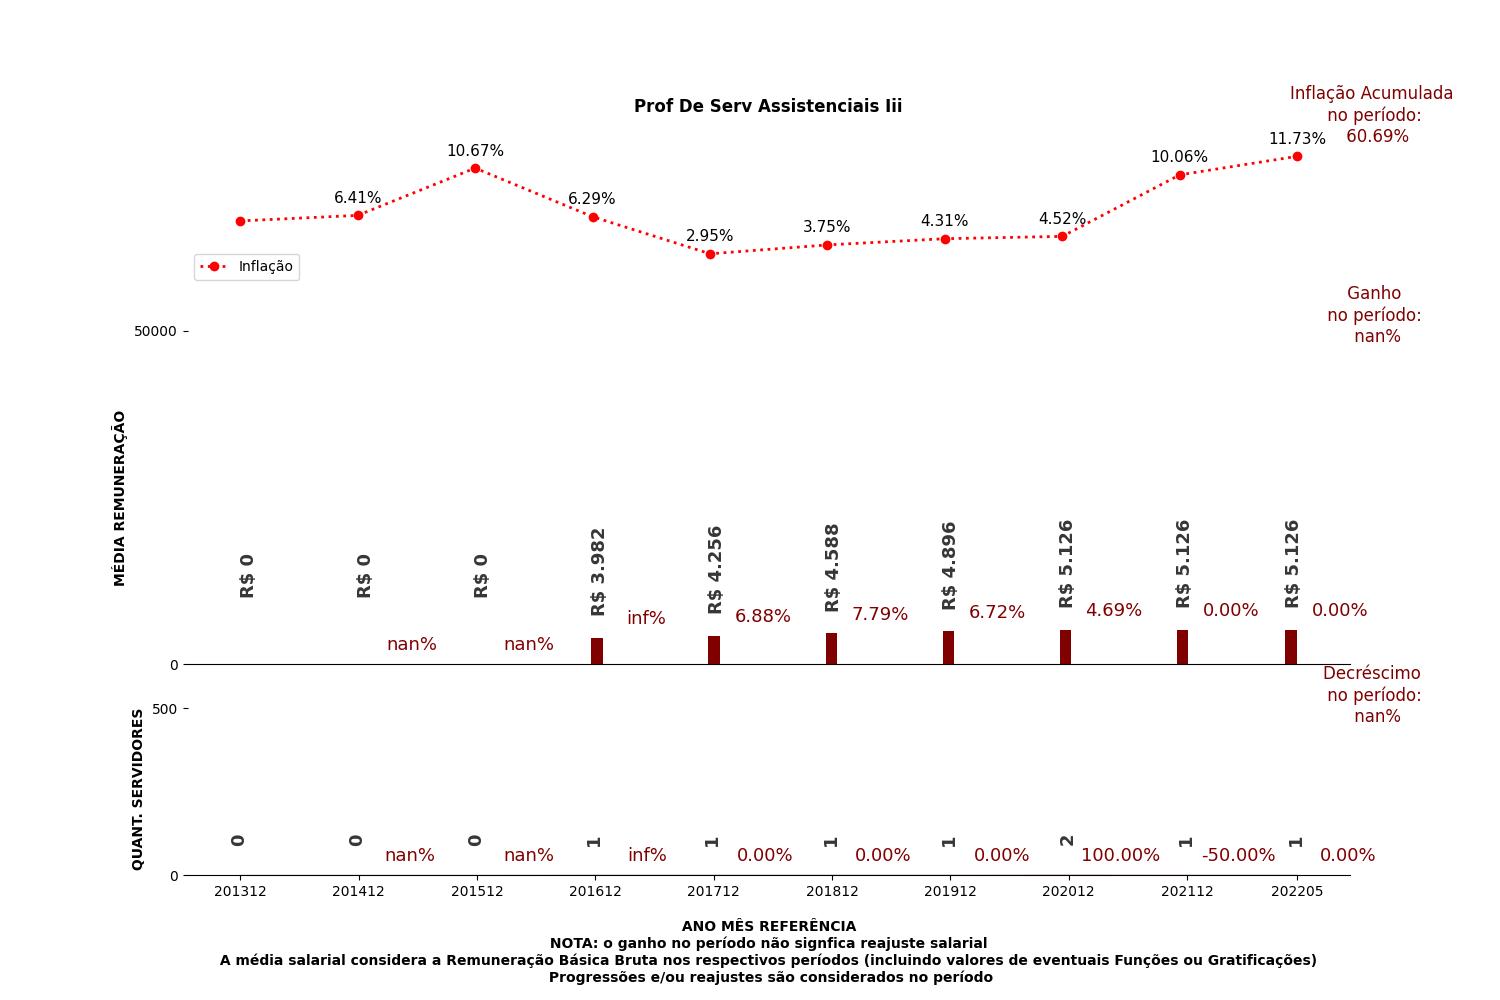 Prof De Serv Assistenciais Iii
Inflação Acumulada
no período:
60.69%
6.41%
10.67%
6.29%
2.95%
3.75%
4.31%
4.52%
10.06%
11.73%
Inflação
Ganho
no período:
nan%
50000
0
MÉDIA REMUNERAÇÃO
R$ 0
R$ 0
R$ 0
R$ 3.982
R$ 4.256
R$ 4.588
R$ 4.896
R$ 5.126
R$ 5.126
R$ 5.126
nan%
nan%
inf%
6.88%
7.79%
6.72%
4.69%
0.00%
0.00%
Decréscimo
no período:
nan%
500
0
QUANT. SERVIDORES
0
0
0
1
1
1
1
2
1
1
nan%
nan%
inf%
0.00%
0.00%
0.00%
100.00%
-50.00%
0.00%
201312
201412
201512
201612
201712
201812
201912
202012
202112
202205
ANO MÊS REFERÊNCIA
NOTA: o ganho no período não signfica reajuste salarial
A média salarial considera a Remuneração Básica Bruta nos respectivos períodos (incluindo valores de eventuais Funções ou Gratificações)
Progressões e/ou reajustes são considerados no período